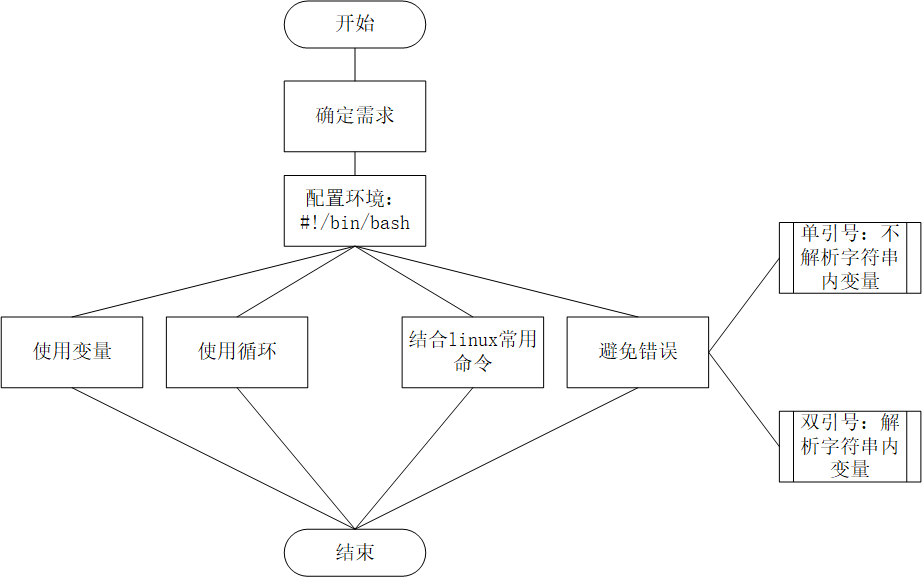 开始
确定需求
配置环境：
#!/bin/bash
使用变量
使用循环
结合linux常用
命令
避免错误
单引号：不
解析字符串
内变量
双引号：解
析字符串内
变量
结束